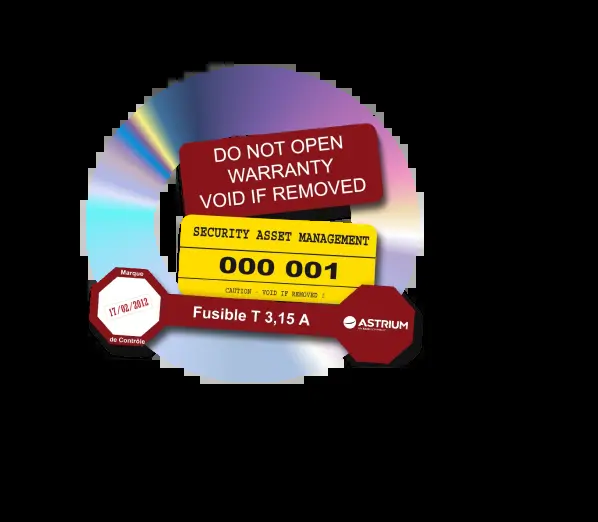 DO NOT OPEN
WARRANTY
VOID IF REMOVED
SECURITY ASSET MANAGEMENT
000 001
CAUTION - VOID IF REMOVED !
Marque
17/02/2012
de Contrôle
Fusible T 3,15 A
ASTRIUM